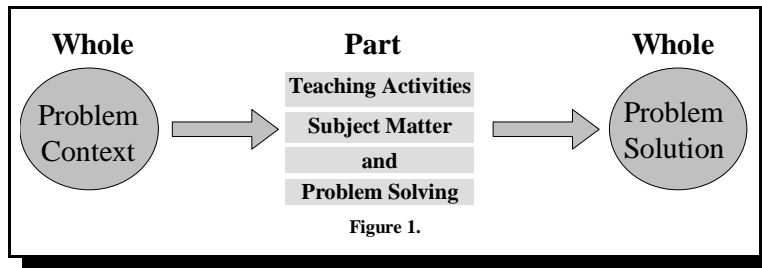 Whole
Part
Whole
Problem
Context
Teaching Activities
Subject Matter
and
Problem Solving
Problem
Solution
Figure 1.